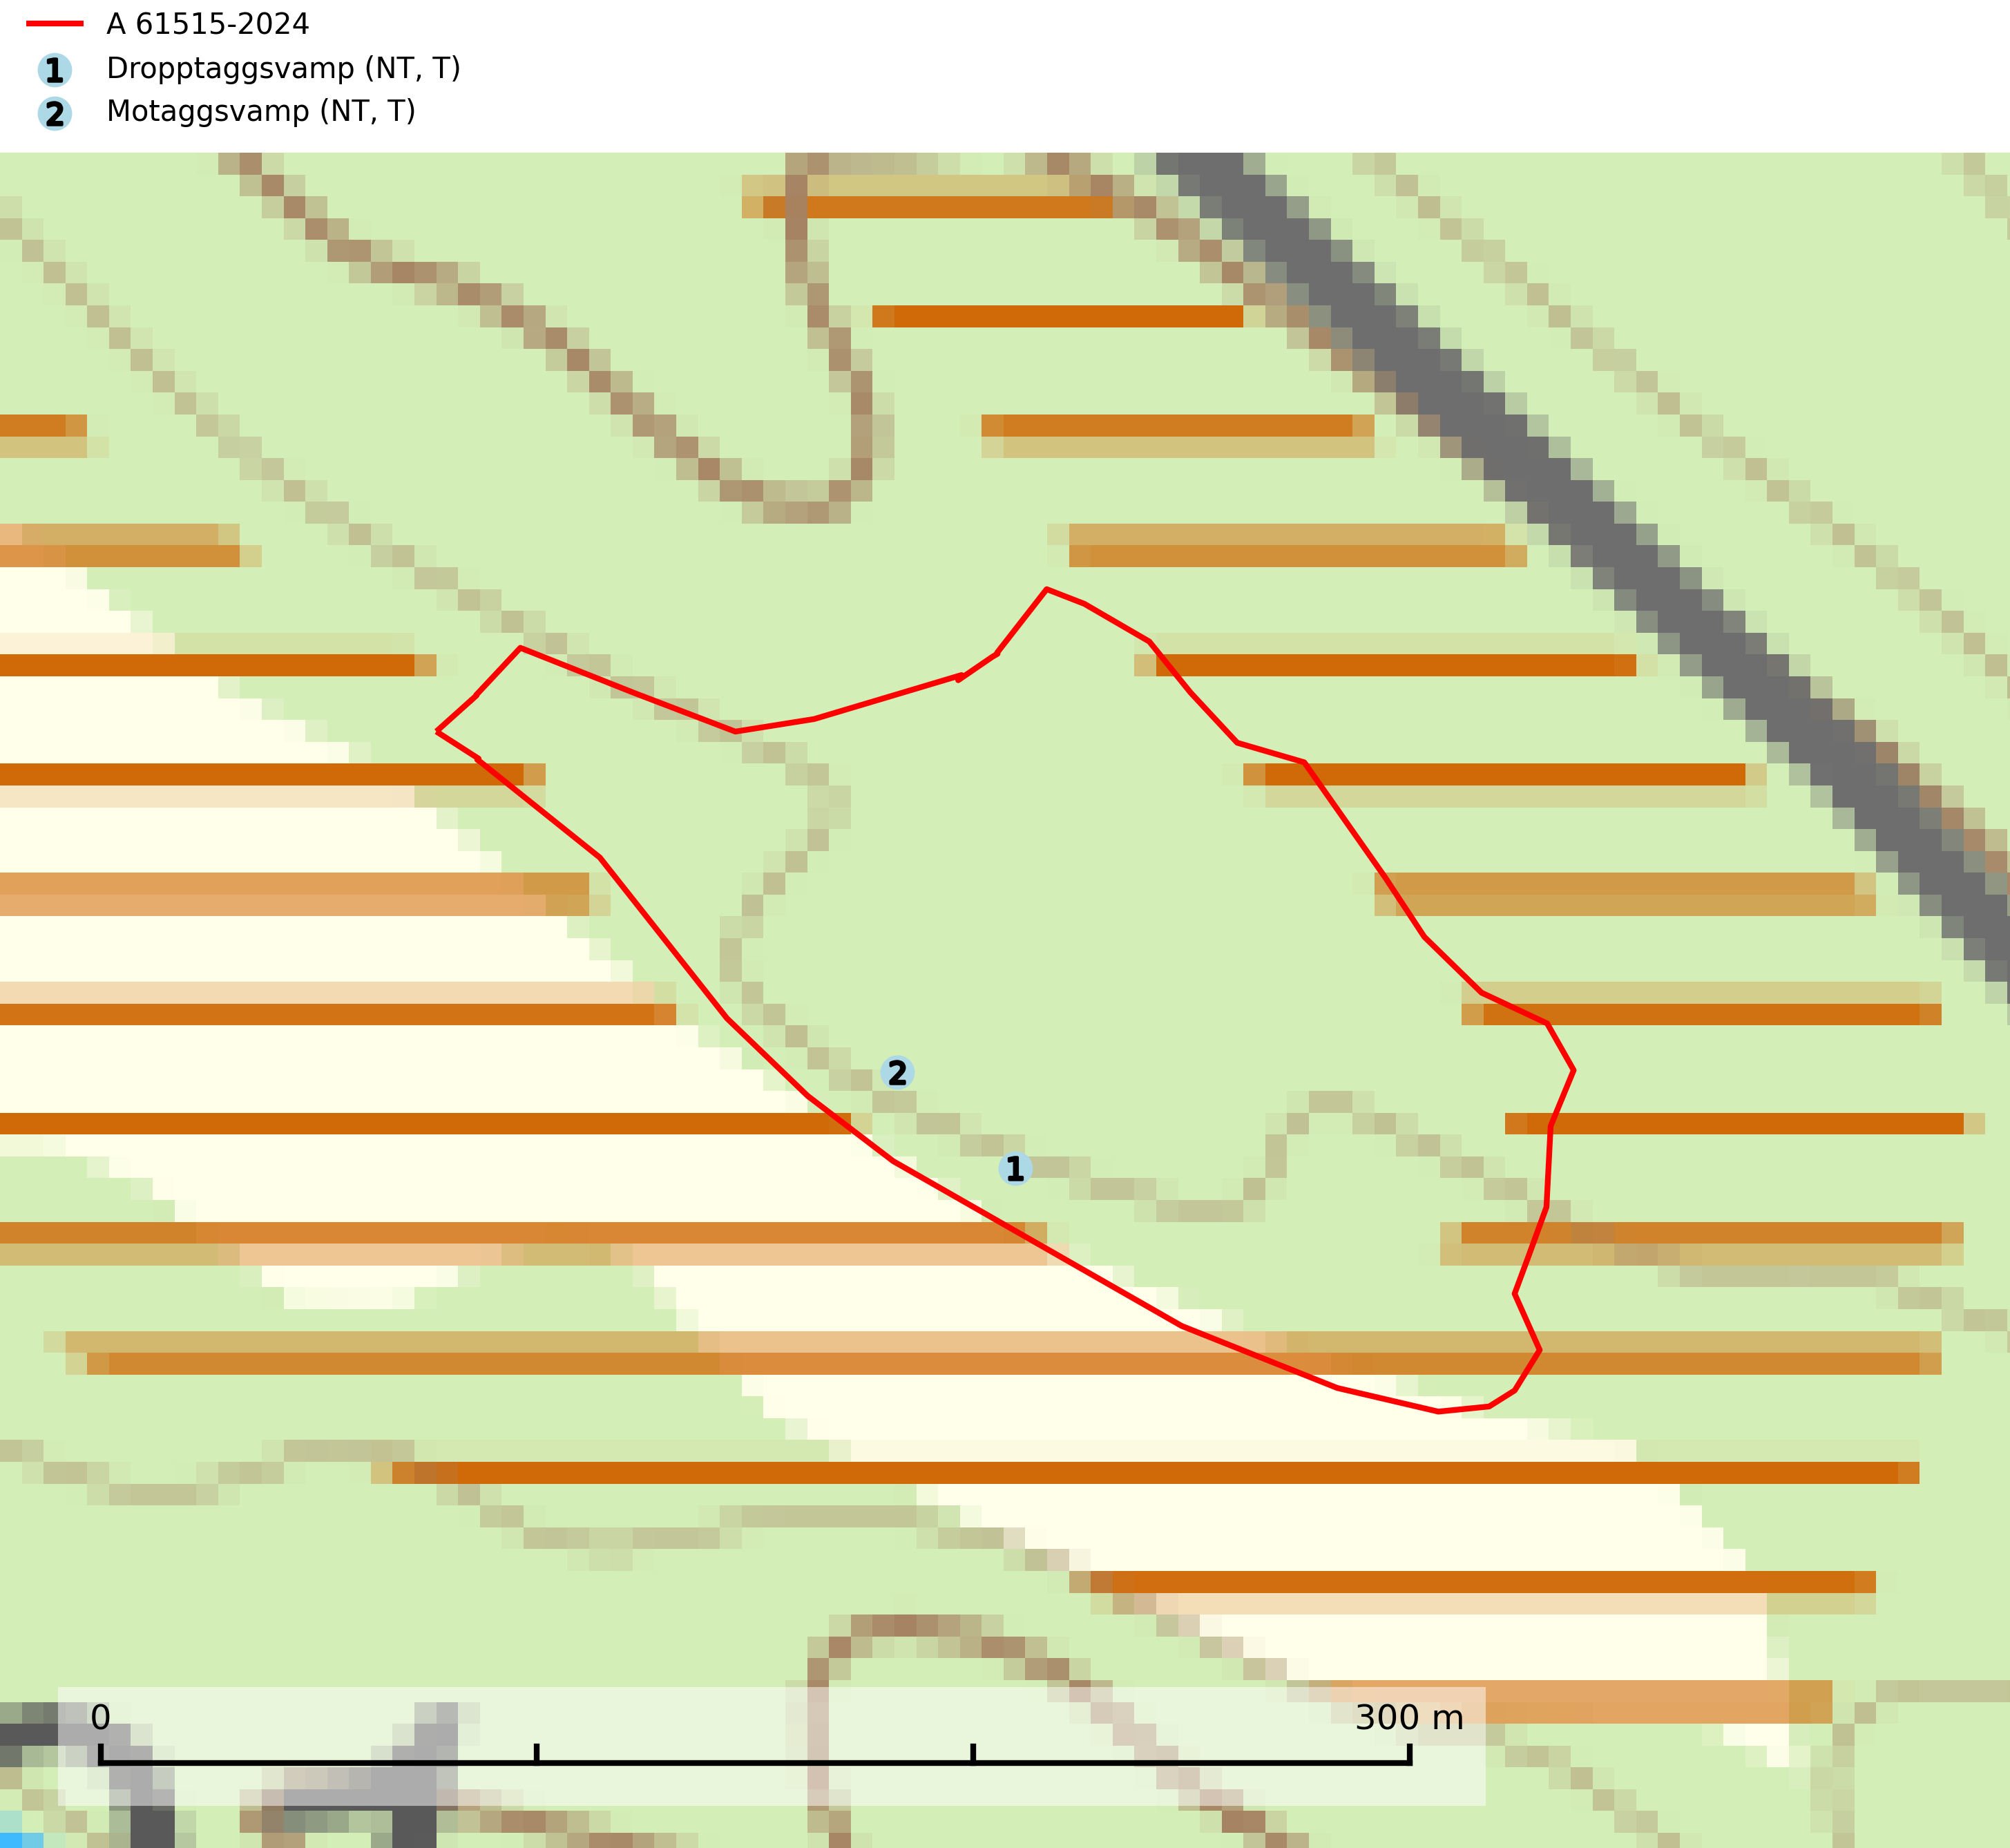 A 61515-2024
1 Dropptaggsvamp (NT, T)
2 Motaggsvamp (NT, T)
2
1
0 300 m